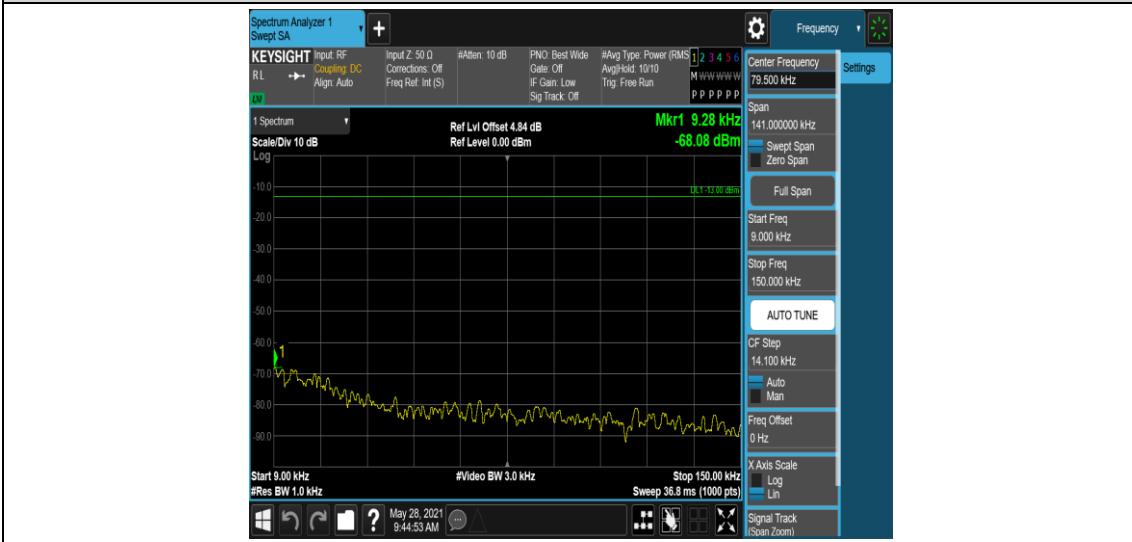 Spectrum Analyzer 1
Swept SA
+
Frequency
KEYSIGHT
RL
LXI
Input: RF
Coupling: DC
Align: Auto
Input Z: 50 Ω
Corrections: Off
Freq Ref: Int (S)
#Atten: 10 dB
PNO: Best Wide
Gate: Off
IF Gain: Low
Sig Track: Off
#Avg Type: Power (RMS
Avg|Hold: 10/10
Trig: Free Run
1 2 3 4 5 6
M W W W W W
P P P P P P
Center Frequency
79.500 kHz
Settings
Span
141.000000 kHz
Swept Span
Zero Span
Full Span
Start Freq
9.000 kHz
Stop Freq
150.000 kHz
AUTO TUNE
CF Step
14.100 kHz
Auto
Man
Freq Offset
0 Hz
X Axis Scale
Log
Lin
Signal Track
(Span Zoom)
1 Spectrum
Scale/Div 10 dB
Log
Ref Lvl Offset 4.84 dB
Ref Level 0.00 dBm
Mkr1 9.28 kHz
-68.08 dBm
DL1 -13.00 dBm
-10.0
-20.0
-30.0
-40.0
-50.0
-60.0
1
-70.0
-80.0
-90.0
Start 9.00 kHz
#Res BW 1.0 kHz
#Video BW 3.0 kHz
Stop 150.00 kHz
Sweep 36.8 ms (1000 pts)
?
May 28, 2021
9:44:53 AM